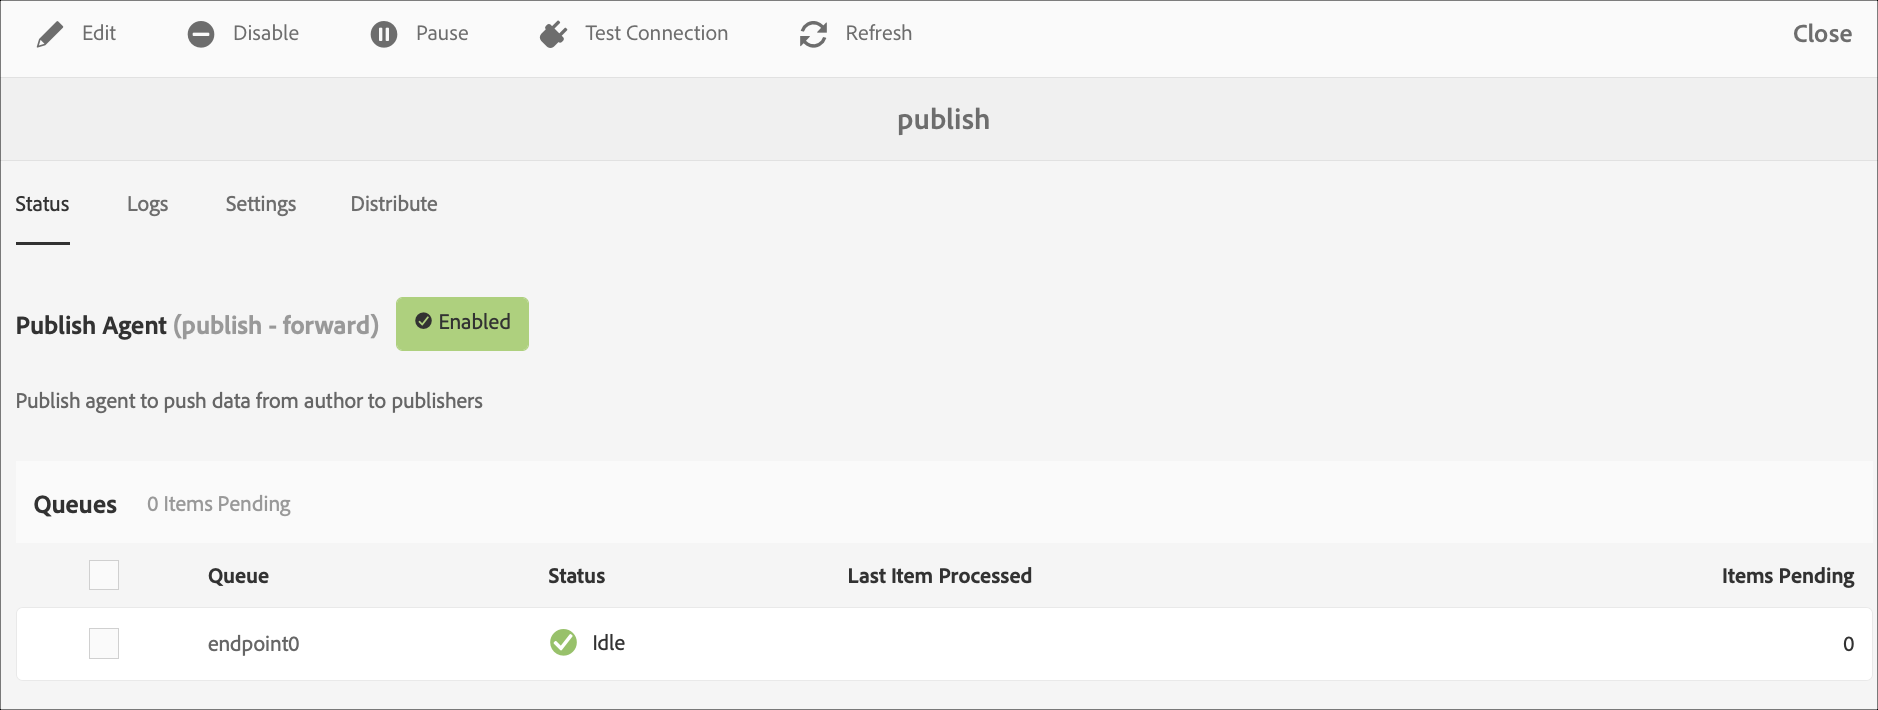 Edit Disable Pause Test Connection Refresh Close
publish
Status Logs Settings Distribute
Publish Agent (publish - forward) Enabled
Publish agent to push data from author to publishers
Queues 0 Items Pending
Queue Status Last Item Processed Items Pending
endpoint0 Idle 0